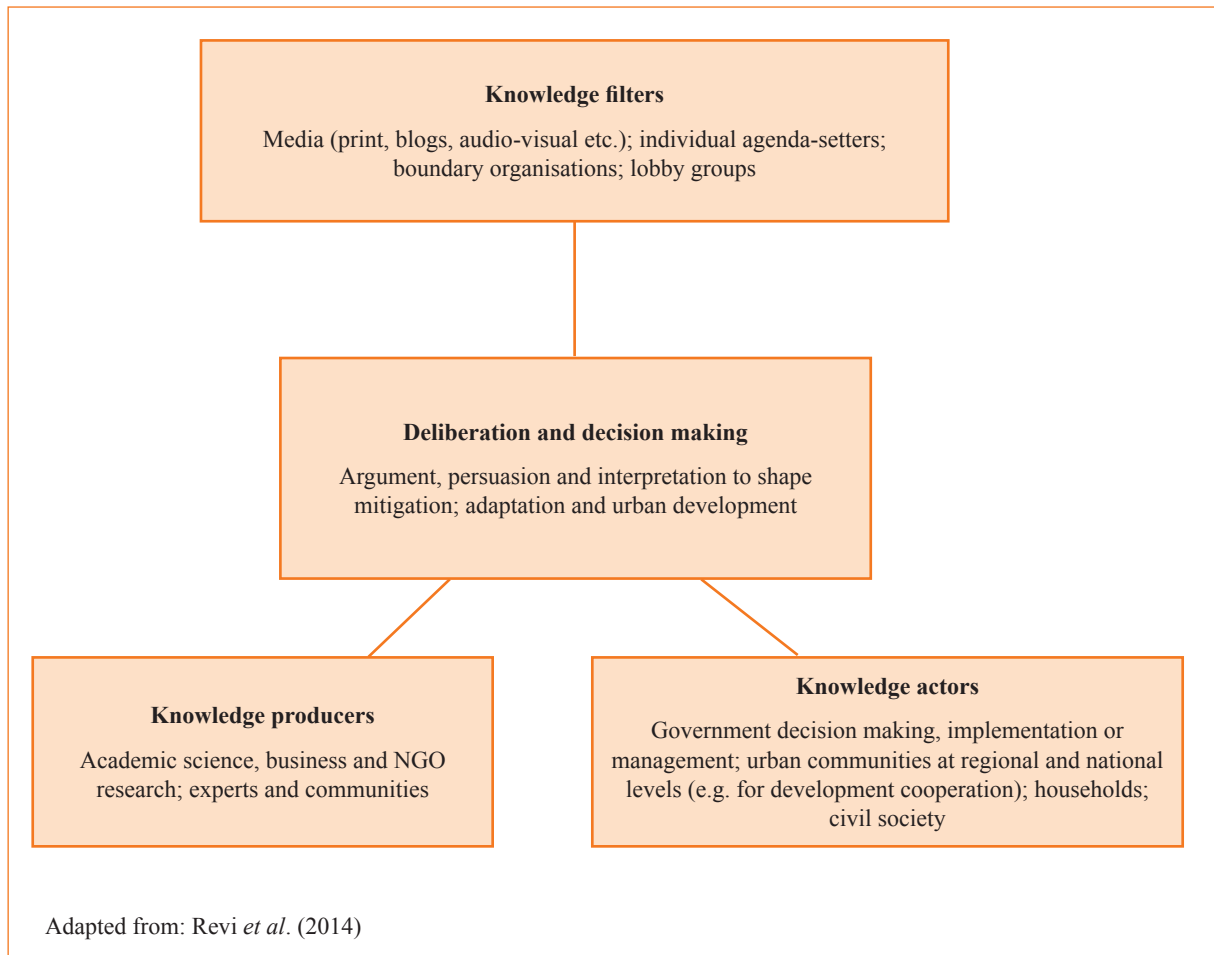 Knowledge filters
Media (print, blogs, audio-visual etc.); individual agenda-setters;
boundary organisations; lobby groups
Deliberation and decision making
Argument, persuasion and interpretation to shape
mitigation; adaptation and urban development
Knowledge producers
Academic science, business and NGO
research; experts and communities
Knowledge actors
Government decision making, implementation or
management; urban communities at regional and national
levels (e.g. for development cooperation); households;
civil society
Adapted from: Revi et al. (2014)